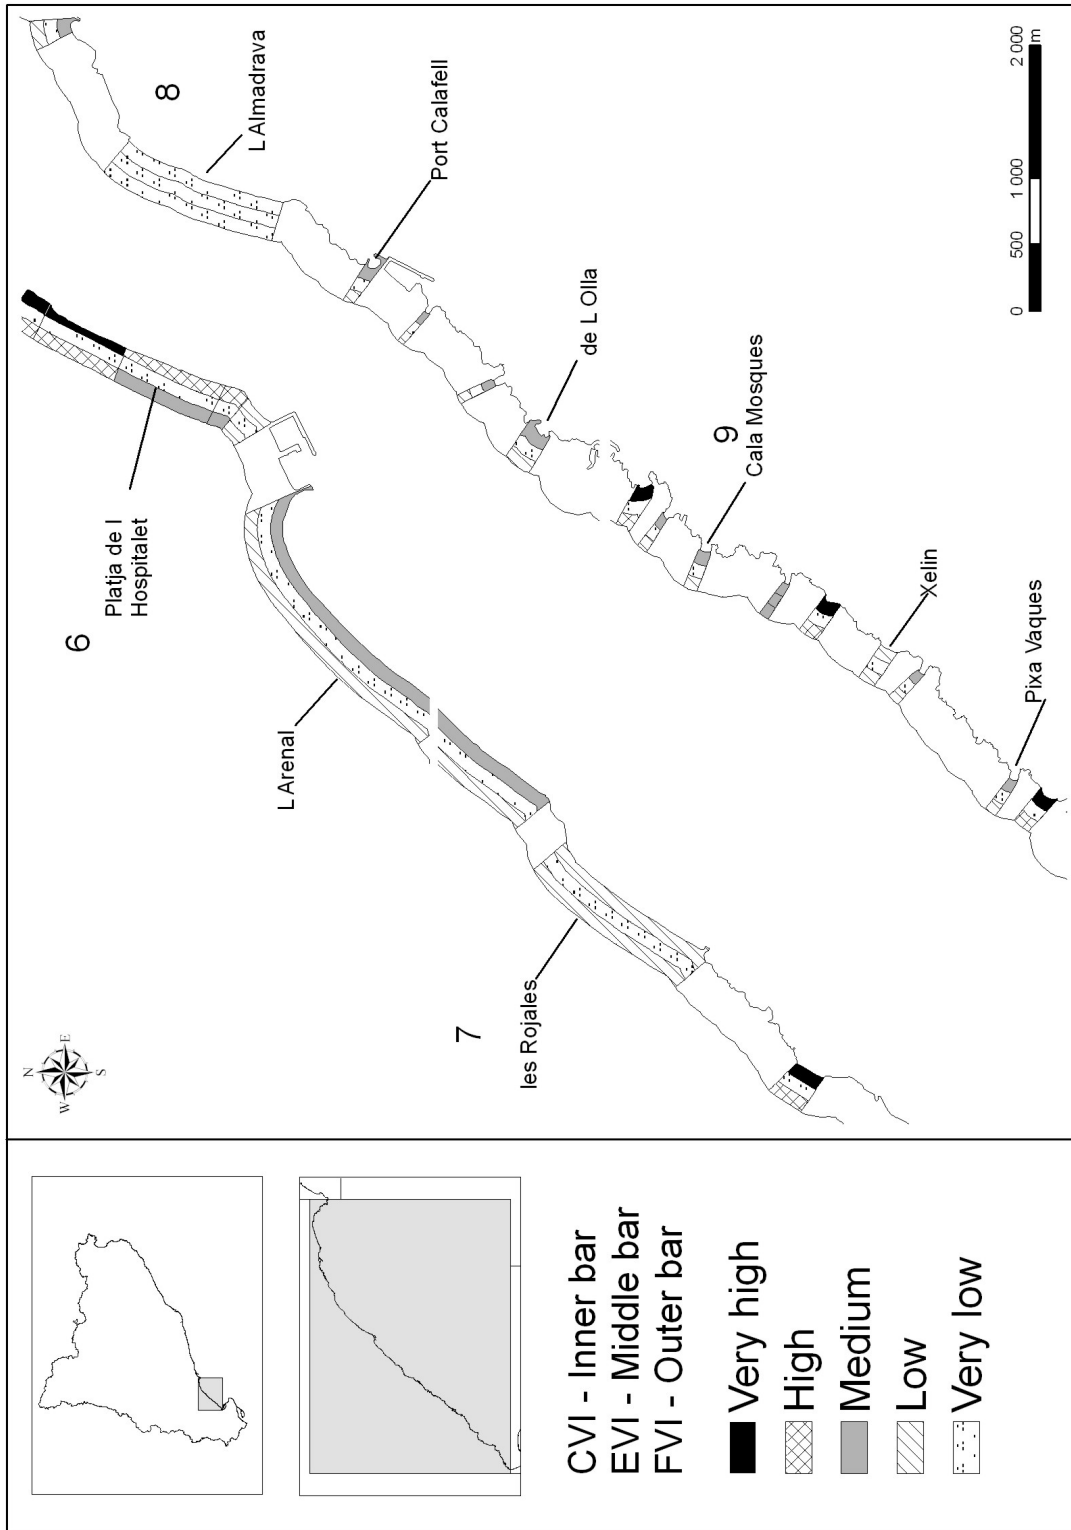 8
L Almadrava
Port Calafell
6
Platja de l
Hospitalet
de L Olla
9
Cala Mosques
L Arenal
Xelin
Pixa Vaques
7
les Rojales
0
500
1 000
2 000
m
N
E
S
W
CVI - Inner bar
EVI - Middle bar
FVI - Outer bar
Very high
High
Medium
Low
Very low